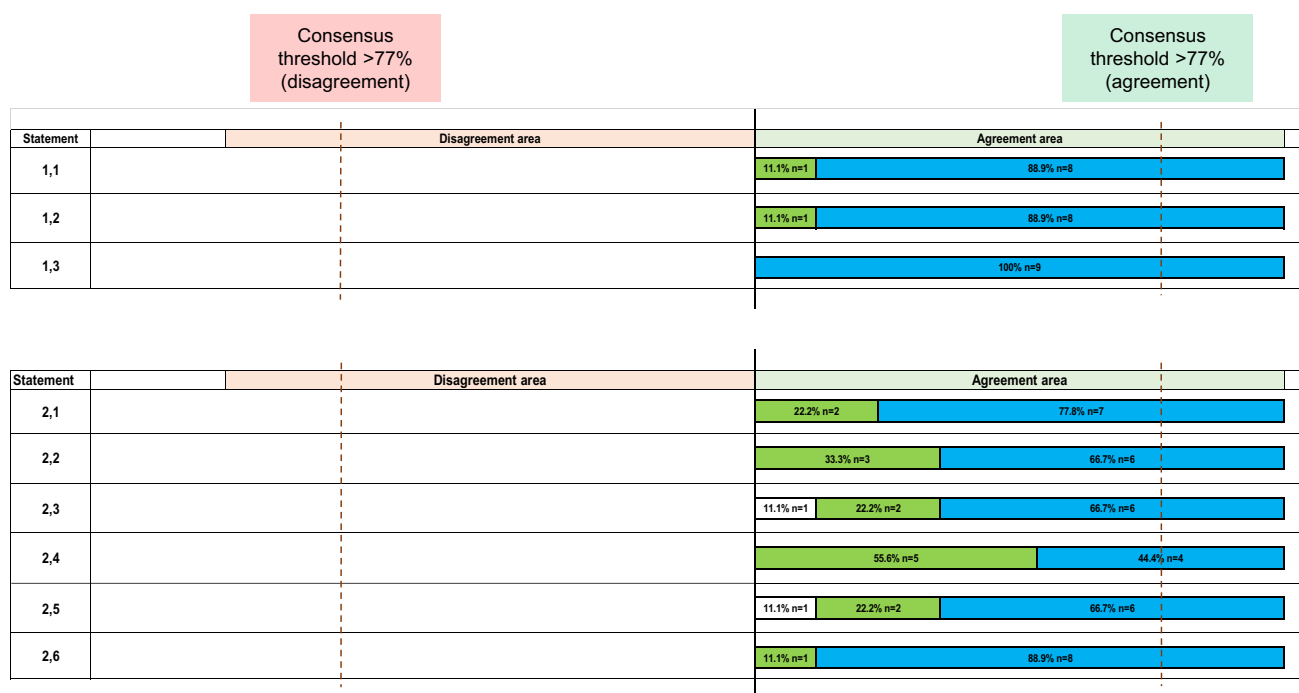 Consensus
threshold >77%
(disagreement)
Consensus
threshold >77%
(agreement)
Statement Disagreement area Agreement area
1,1 11.1% n=1 88.9% n=8
1,2 11.1% n=1 88.9% n=8
1,3 100% n=9
Statement Disagreement area Agreement area
2,1 22.2% n=2 77.8% n=7
2,2 33.3% n=3 66.7% n=6
2,3 11.1% n=1 22.2% n=2 66.7% n=6
2,4 55.6% n=5 44.4% n=4
2,5 11.1% n=1 22.2% n=2 66.7% n=6
2,6 11.1% n=1 88.9% n=8